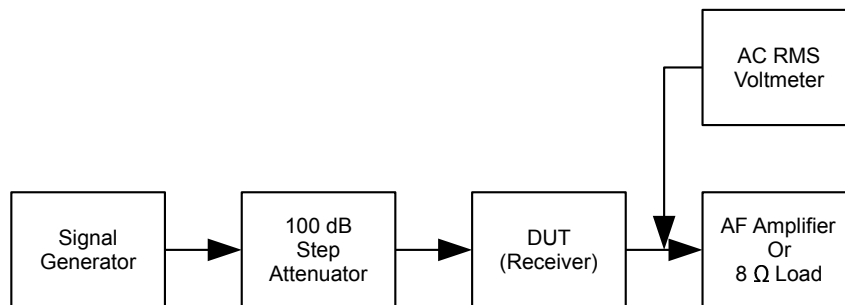 AC RMS
Voltmeter
Signal
Generator
100 dB
Step
Attenuator
DUT
(Receiver)
AF Amplifier
Or
8 Ω Load